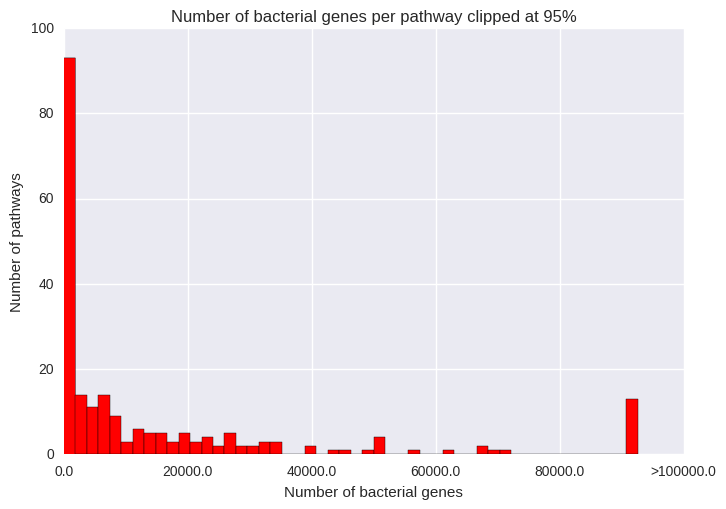 Number of bacterial genes per pathway clipped at 95%
100
80
60
40
20
0
Number of pathways
0.0 20000.0 40000.0 60000.0 80000.0 >100000.0
Number of bacterial genes